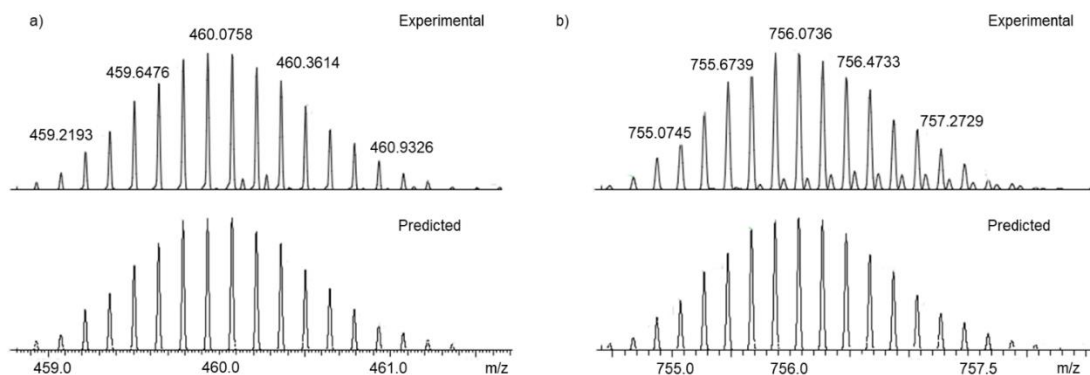 a)
Experimental
460.0758
459.6476
460.3614
459.2193
460.9326
Predicted
459.0
460.0
461.0
m/z
b)
Experimental
756.0736
755.6739
756.4733
755.0745
757.2729
Predicted
755.0
756.0
757.5
m/z